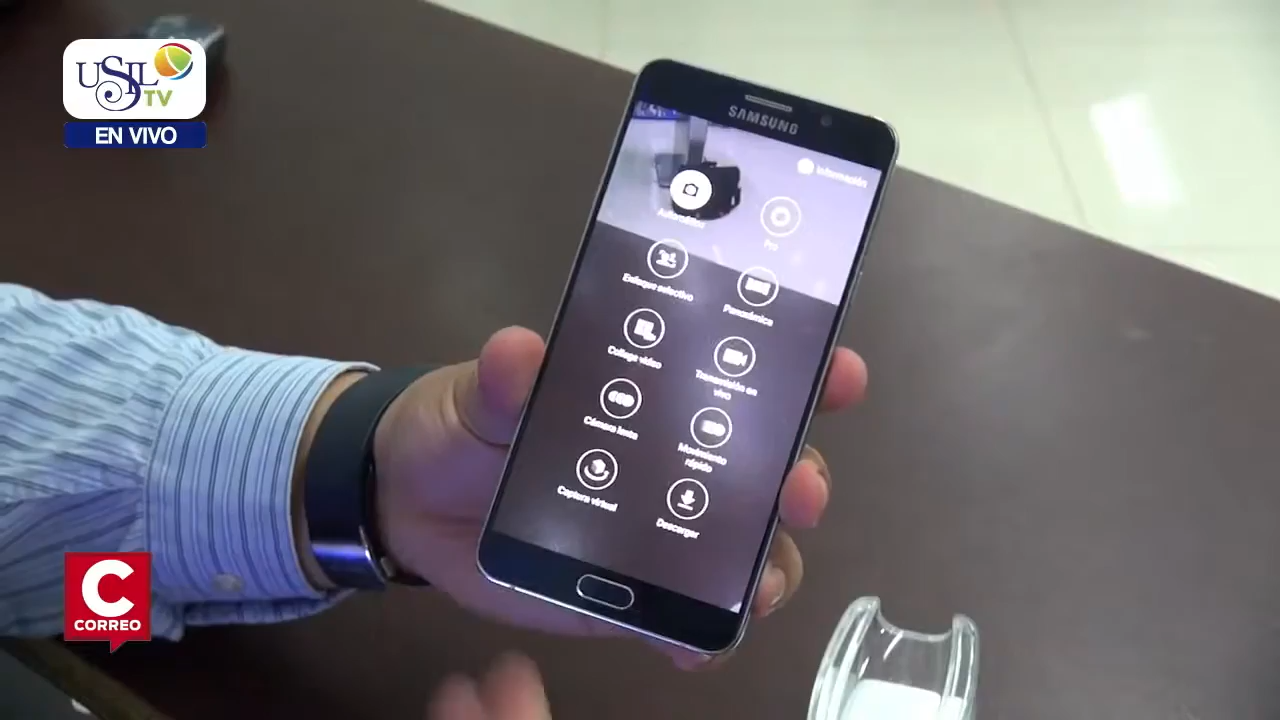 USIL
TV
EN VIVO
SAMSUNG
Información
Automático
Pro
Enfoque selectivo
Panorámica
Collage video
Transmisión en
vivo
Cámara lenta
Movimiento
rápido
Captura virtual
Descargar
C
CORREO